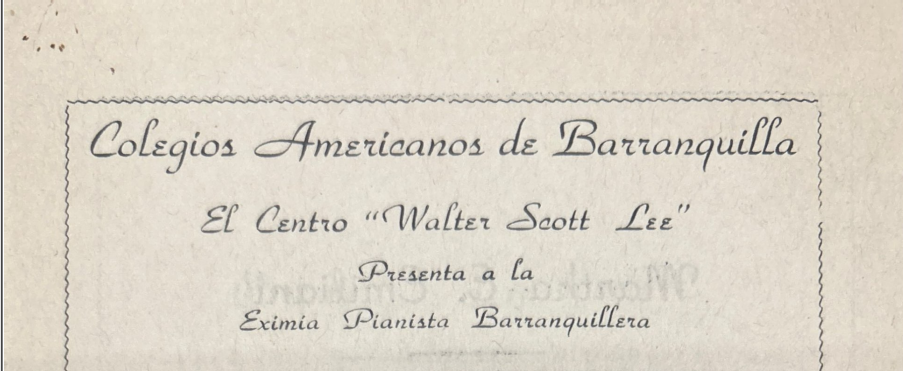 Colegios Americanos de Barranquilla
El Centro “Walter Scott Lee”
Presenta a la
Eximia Pianista Barranquillera